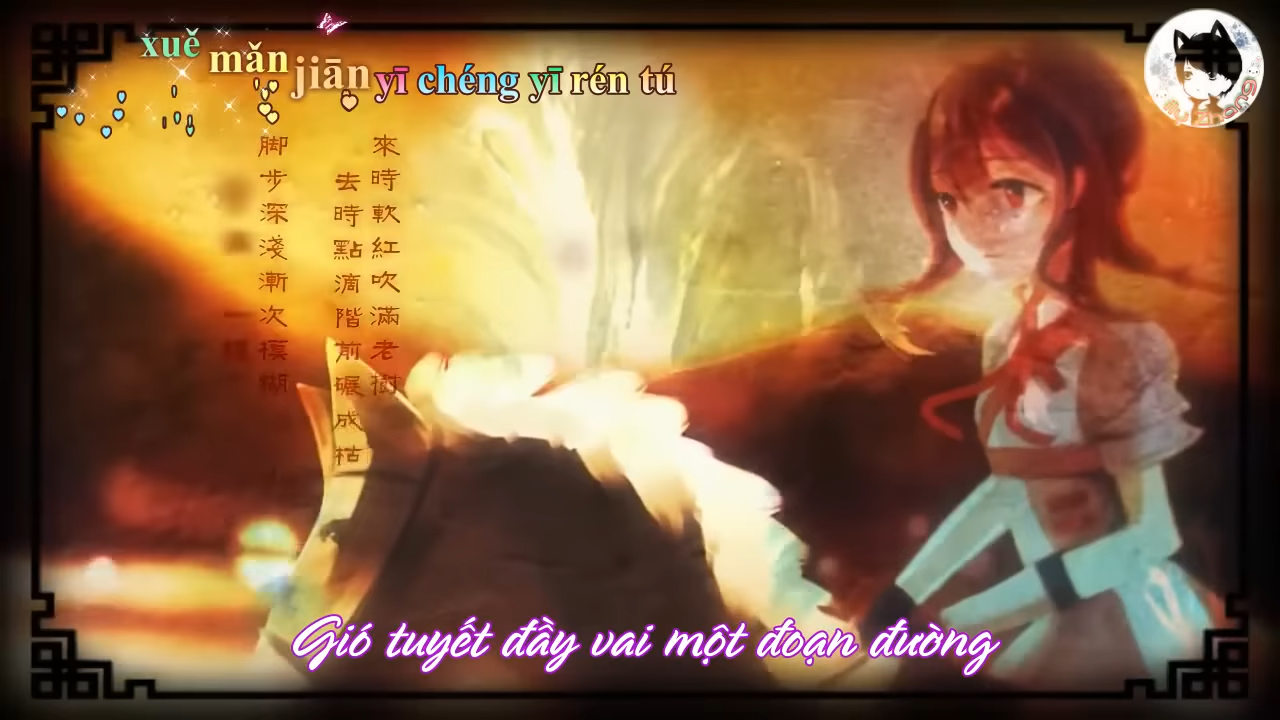 xuě mǎn jiān yī chéng yī rén tú
來時軟紅吹滿老樹
去時點滴階前碾成枯
脚步深淺漸次模糊
Gió tuyết đầy vai một đoạn đường